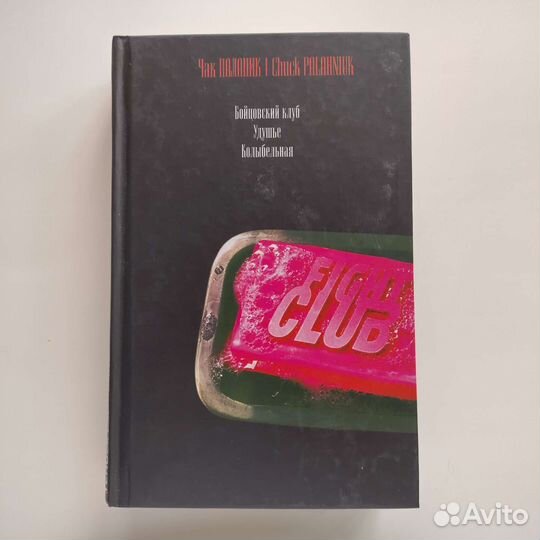 Чак ПАЛАНИК | Chuck PALAHNIUK
Бойцовский клуб
Удушье
Колыбельная
FIGHT
CLUB
Avito